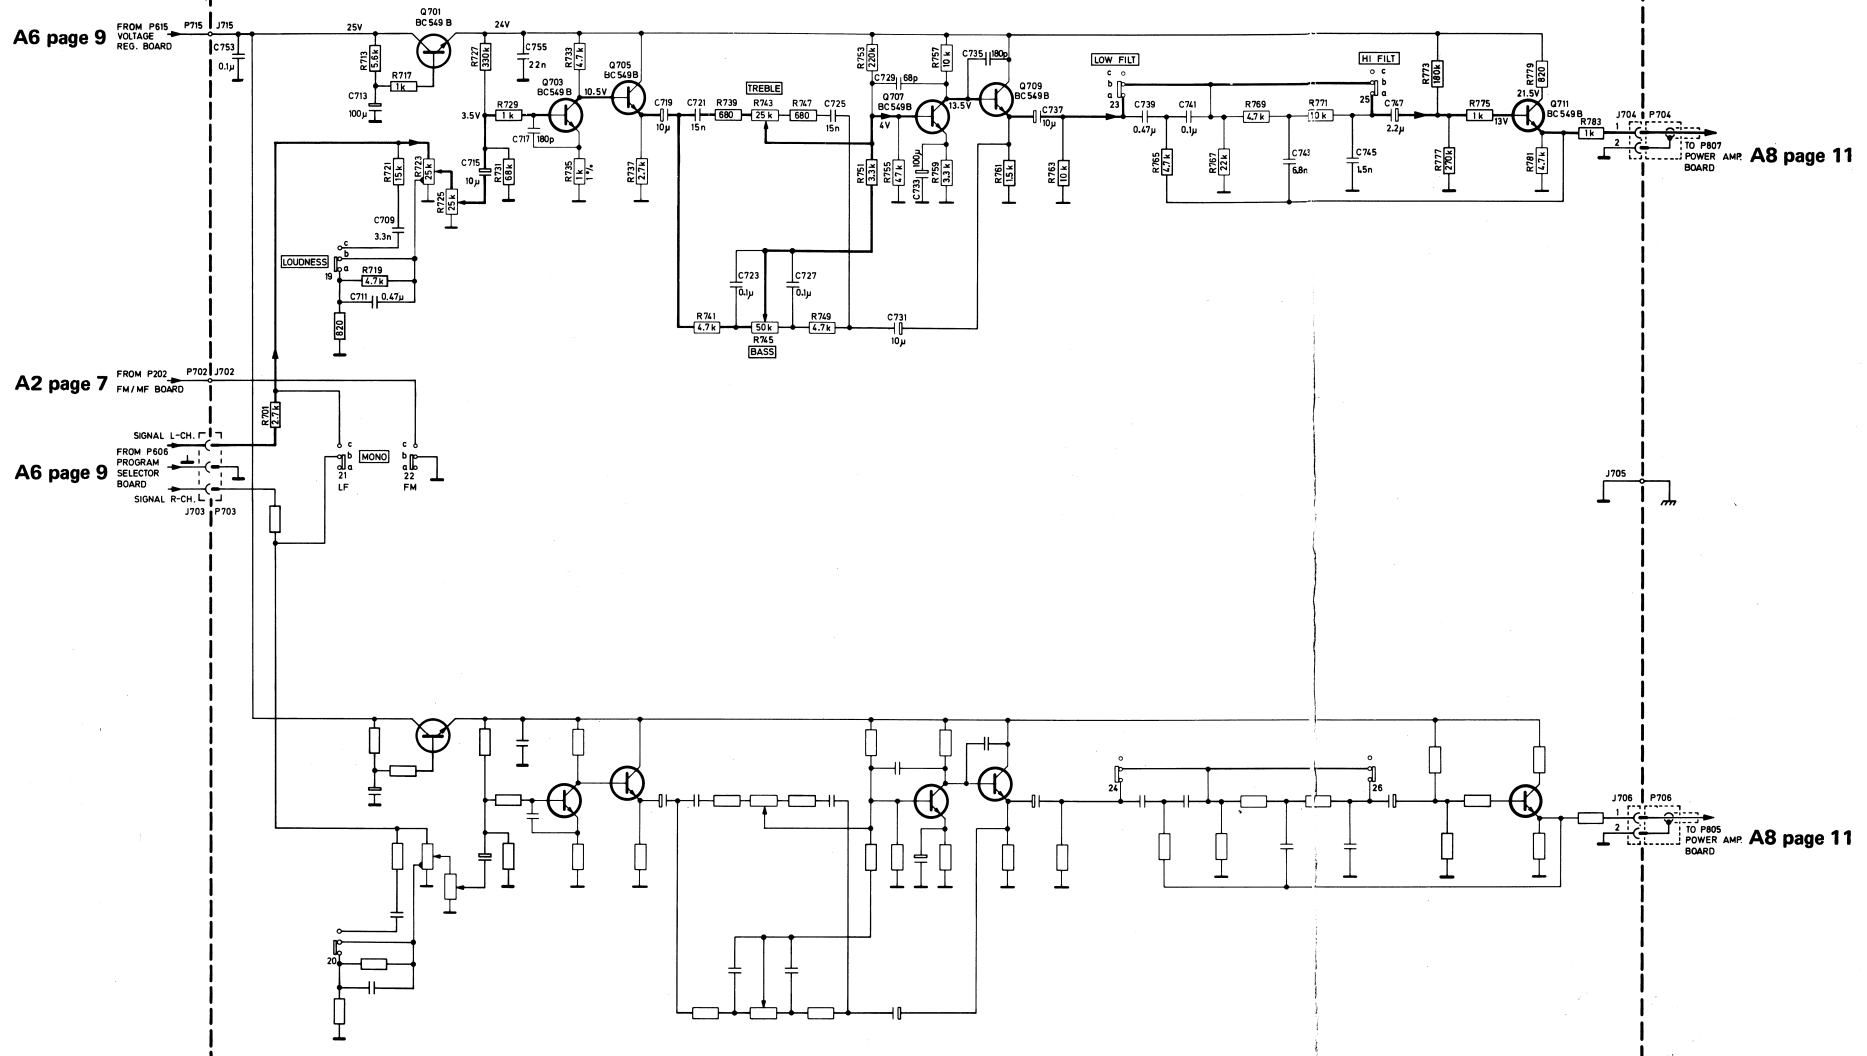 A6 page 9
FROM P615
VOLTAGE
REG. BOARD
P715 J715
C753
0.1µ
25V
Q701
BC549 B
24V
R713
5.6k
R717
1k
C713
100µ
R727
330k
C755
22n
R733
4.7k
Q703
BC549 B
10.5V
Q705
BC549B
3.5V
R729
1k
C717
180p
C715
10µ
R731
68k
R735
1k
1%
R737
2.7k
C719
10µ
C721
15n
R739
680
TREBLE
R743
25k
R747
680
C725
15n
R753
220k
C729
68p
R757
10k
C735
180p
Q707
BC549B
4V
13.5V
Q709
BC549B
R751
3.3k
R755
47k
C733
100µ
R759
3.3k
R761
1.5k
C737
10µ
R763
10k
LOW FILT
c
b
a
23
C739
0.47µ
C741
0.1µ
R765
4.7k
R767
22k
R769
4.7k
R771
10k
C743
6.8n
C745
1.5n
HI FILT
c
b
a
25
C747
2.2µ
R773
180k
R775
1k
R777
270k
13V
R779
820
21.5V
Q711
BC549B
R781
4.7k
R783
1k
J704 P704
1
2
TO P807
POWER AMP.
BOARD
A8 page 11
R721
15k
R723
25k
R725
25k
C709
3.3n
LOUDNESS
c
b
a
19
R719
4.7k
C711 0.47µ
820
C723
0.1µ
C727
0.1µ
R741
4.7k
50k
R745
BASS
R749
4.7k
C731
10µ
A2 page 7
FROM P202
FM/MF BOARD
P702 J702
R701
2.7k
SIGNAL L-CH.
A6 page 9
FROM P606
PROGRAM
SELECTOR
BOARD
SIGNAL R-CH.
J703 P703
c
b
a
21
LF
MONO
c
b
a
22
FM
J705
24
26
J706 P706
1
2
TO P805
POWER AMP.
BOARD
A8 page 11
20